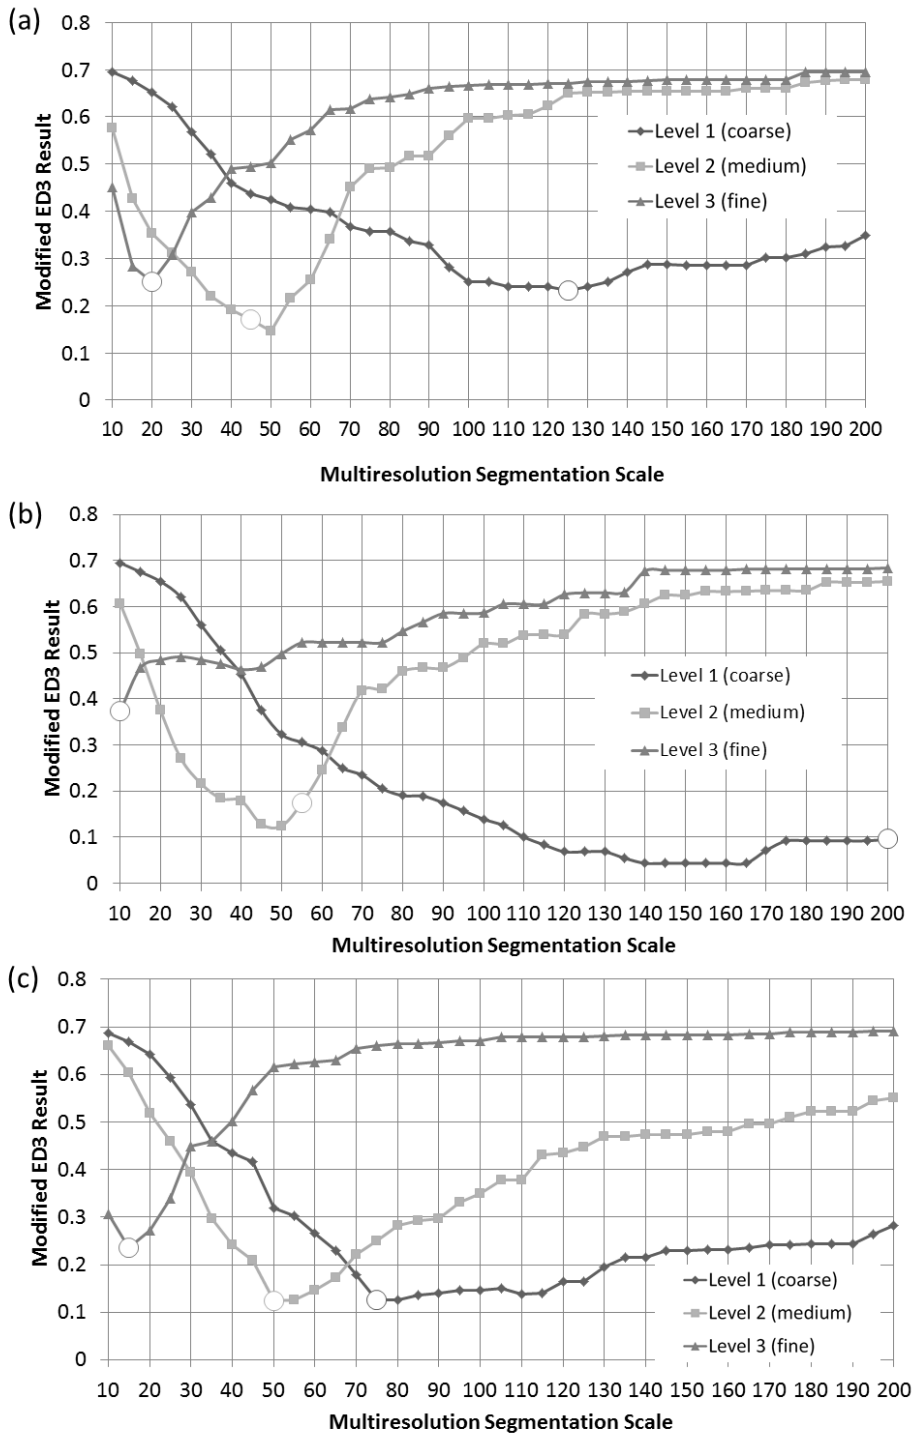 (a)
0.8
0.7
0.6
0.5
0.4
0.3
0.2
0.1
0
Modified ED3 Result
Level 1 (coarse)
Level 2 (medium)
Level 3 (fine)
10 20 30 40 50 60 70 80 90 100 110 120 130 140 150 160 170 180 190 200
Multiresolution Segmentation Scale
(b)
0.8
0.7
0.6
0.5
0.4
0.3
0.2
0.1
0
Modified ED3 Result
Level 1 (coarse)
Level 2 (medium)
Level 3 (fine)
10 20 30 40 50 60 70 80 90 100 110 120 130 140 150 160 170 180 190 200
Multiresolution Segmentation Scale
(c)
0.8
0.7
0.6
0.5
0.4
0.3
0.2
0.1
0
Modified ED3 Result
Level 1 (coarse)
Level 2 (medium)
Level 3 (fine)
10 20 30 40 50 60 70 80 90 100 110 120 130 140 150 160 170 180 190 200
Multiresolution Segmentation Scale